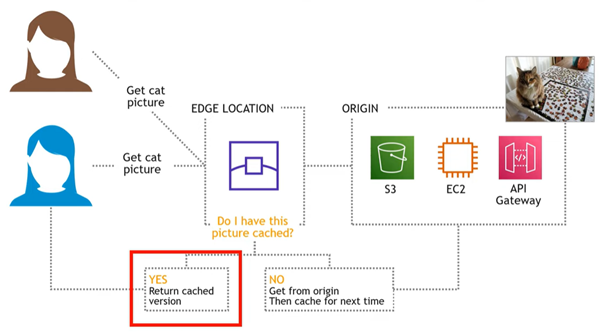 Get cat
picture
EDGE LOCATION
ORIGIN
Get cat
picture
S3
EC2
API
Gateway
Do I have this
picture cached?
YES
Return cached
version
NO
Get from origin
Then cache for next time